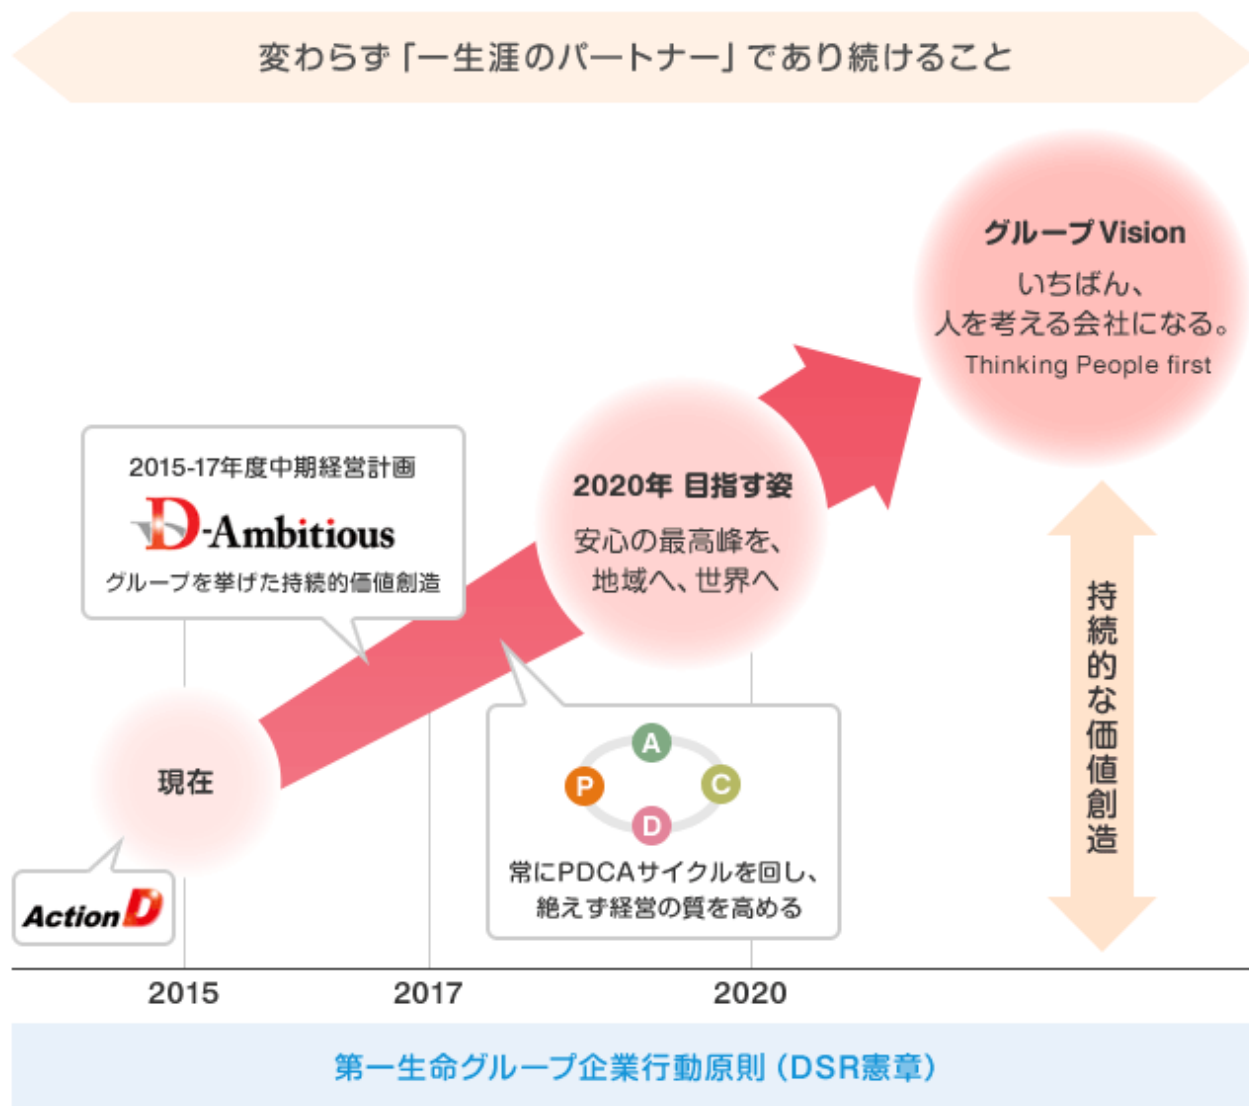 変わらず「一生涯のパートナー」であり続けること
グループVision
いちばん、
人を考える会社になる。
Thinking People first
2015-17年度中期経営計画
D-Ambitious
グループを挙げた持続的価値創造
2020年 目指す姿
安心の最高峰を、
地域へ、世界へ
現在
Action D
A
P
C
D
常にPDCAサイクルを回し、
絶えず経営の質を高める
持続的な価値創造
2015
2017
2020
第一生命グループ企業行動原則（DSR憲章）